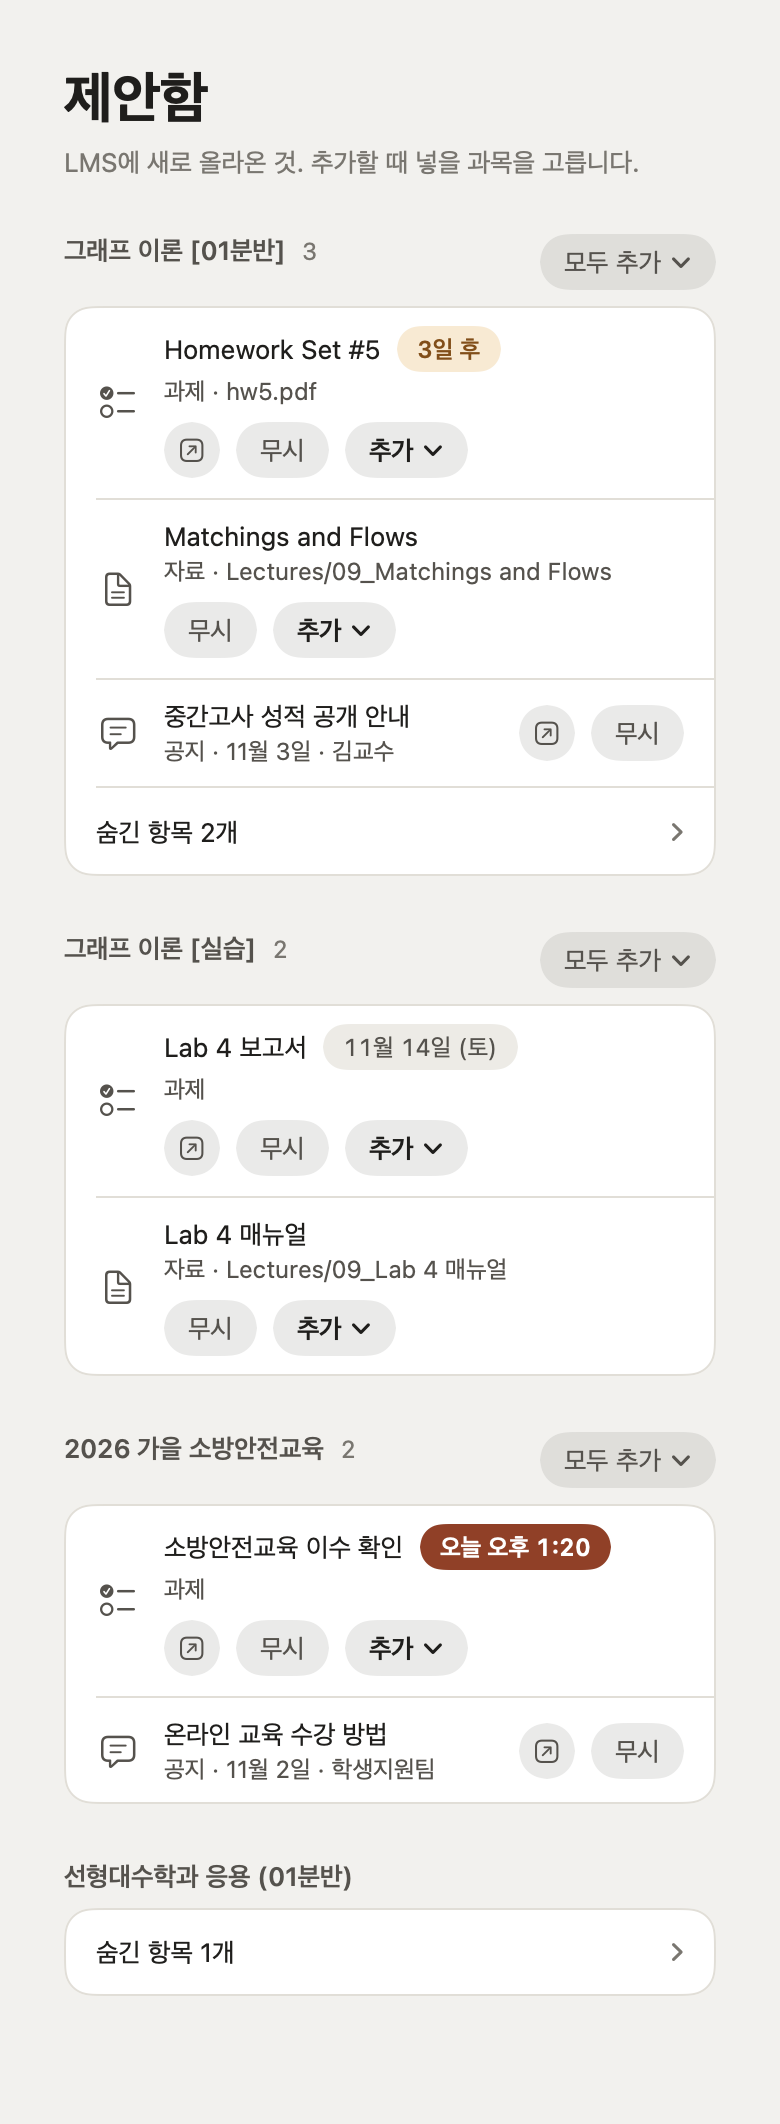 제안함
LMS에 새로 올라온 것. 추가할 때 넣을 과목을 고릅니다.
그래프 이론 [01분반] 3
모두 추가
Homework Set #5 3일 후
과제 · hw5.pdf
무시 추가
Matchings and Flows
자료 · Lectures/09_Matchings and Flows
무시 추가
중간고사 성적 공개 안내
공지 · 11월 3일 · 김교수
무시
숨긴 항목 2개
그래프 이론 [실습] 2
모두 추가
Lab 4 보고서 11월 14일 (토)
과제
무시 추가
Lab 4 매뉴얼
자료 · Lectures/09_Lab 4 매뉴얼
무시 추가
2026 가을 소방안전교육 2
모두 추가
소방안전교육 이수 확인 오늘 오후 1:20
과제
무시 추가
온라인 교육 수강 방법
공지 · 11월 2일 · 학생지원팀
무시
선형대수학과 응용 (01분반)
숨긴 항목 1개